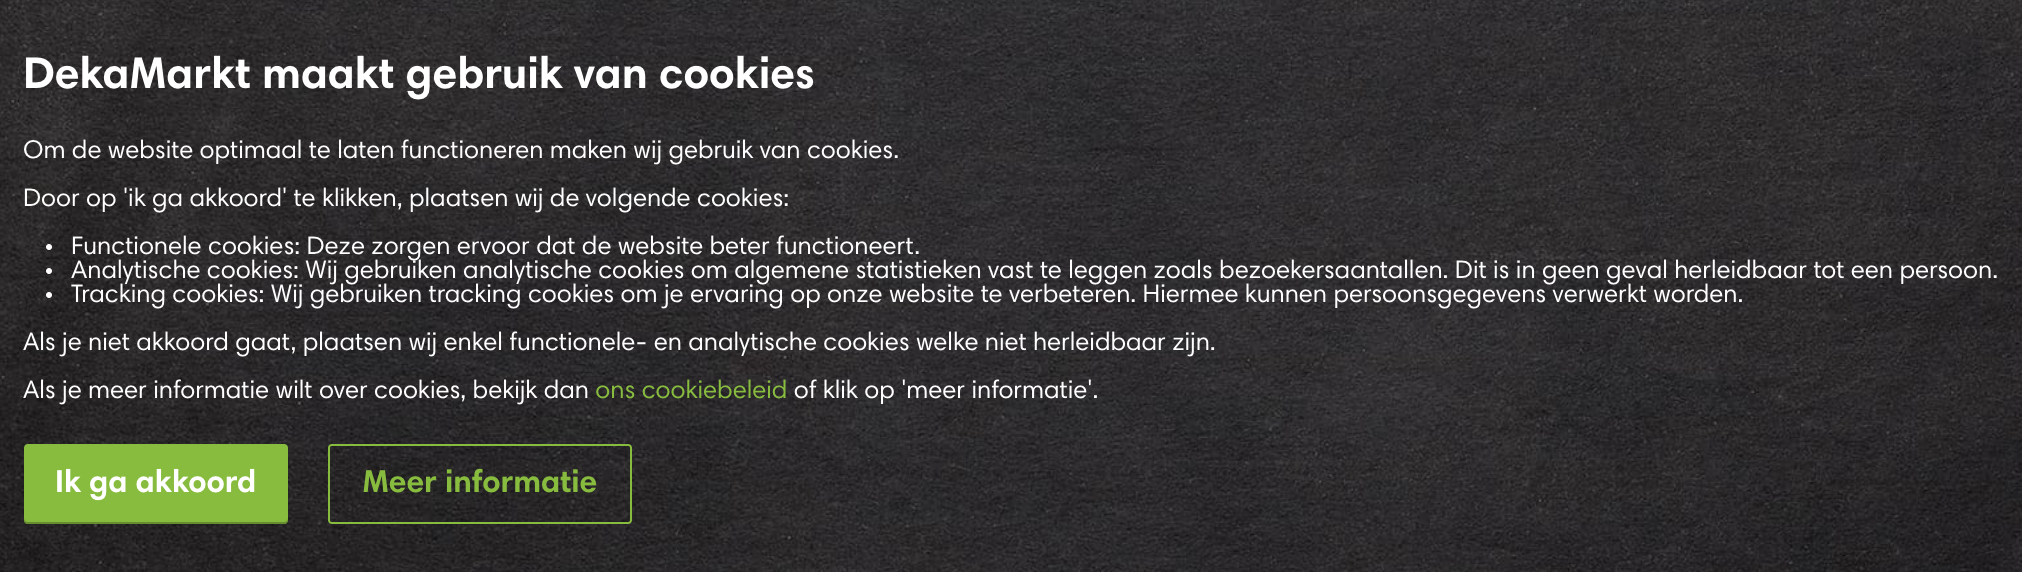 DekaMarkt maakt gebruik van cookies
Om de website optimaal te laten functioneren maken wij gebruik van cookies.
Door op 'ik ga akkoord' te klikken, plaatsen wij de volgende cookies:
• Functionele cookies: Deze zorgen ervoor dat de website beter functioneert.
• Analytische cookies: Wij gebruiken analytische cookies om algemene statistieken vast te leggen zoals bezoekersaantallen. Dit is in geen geval herleidbaar tot een persoon.
• Tracking cookies: Wij gebruiken tracking cookies om je ervaring op onze website te verbeteren. Hiermee kunnen persoonsgegevens verwerkt worden.
Als je niet akkoord gaat, plaatsen wij enkel functionele- en analytische cookies welke niet herleidbaar zijn.
Als je meer informatie wilt over cookies, bekijk dan ons cookiebeleid of klik op 'meer informatie'.
Ik ga akkoord
Meer informatie